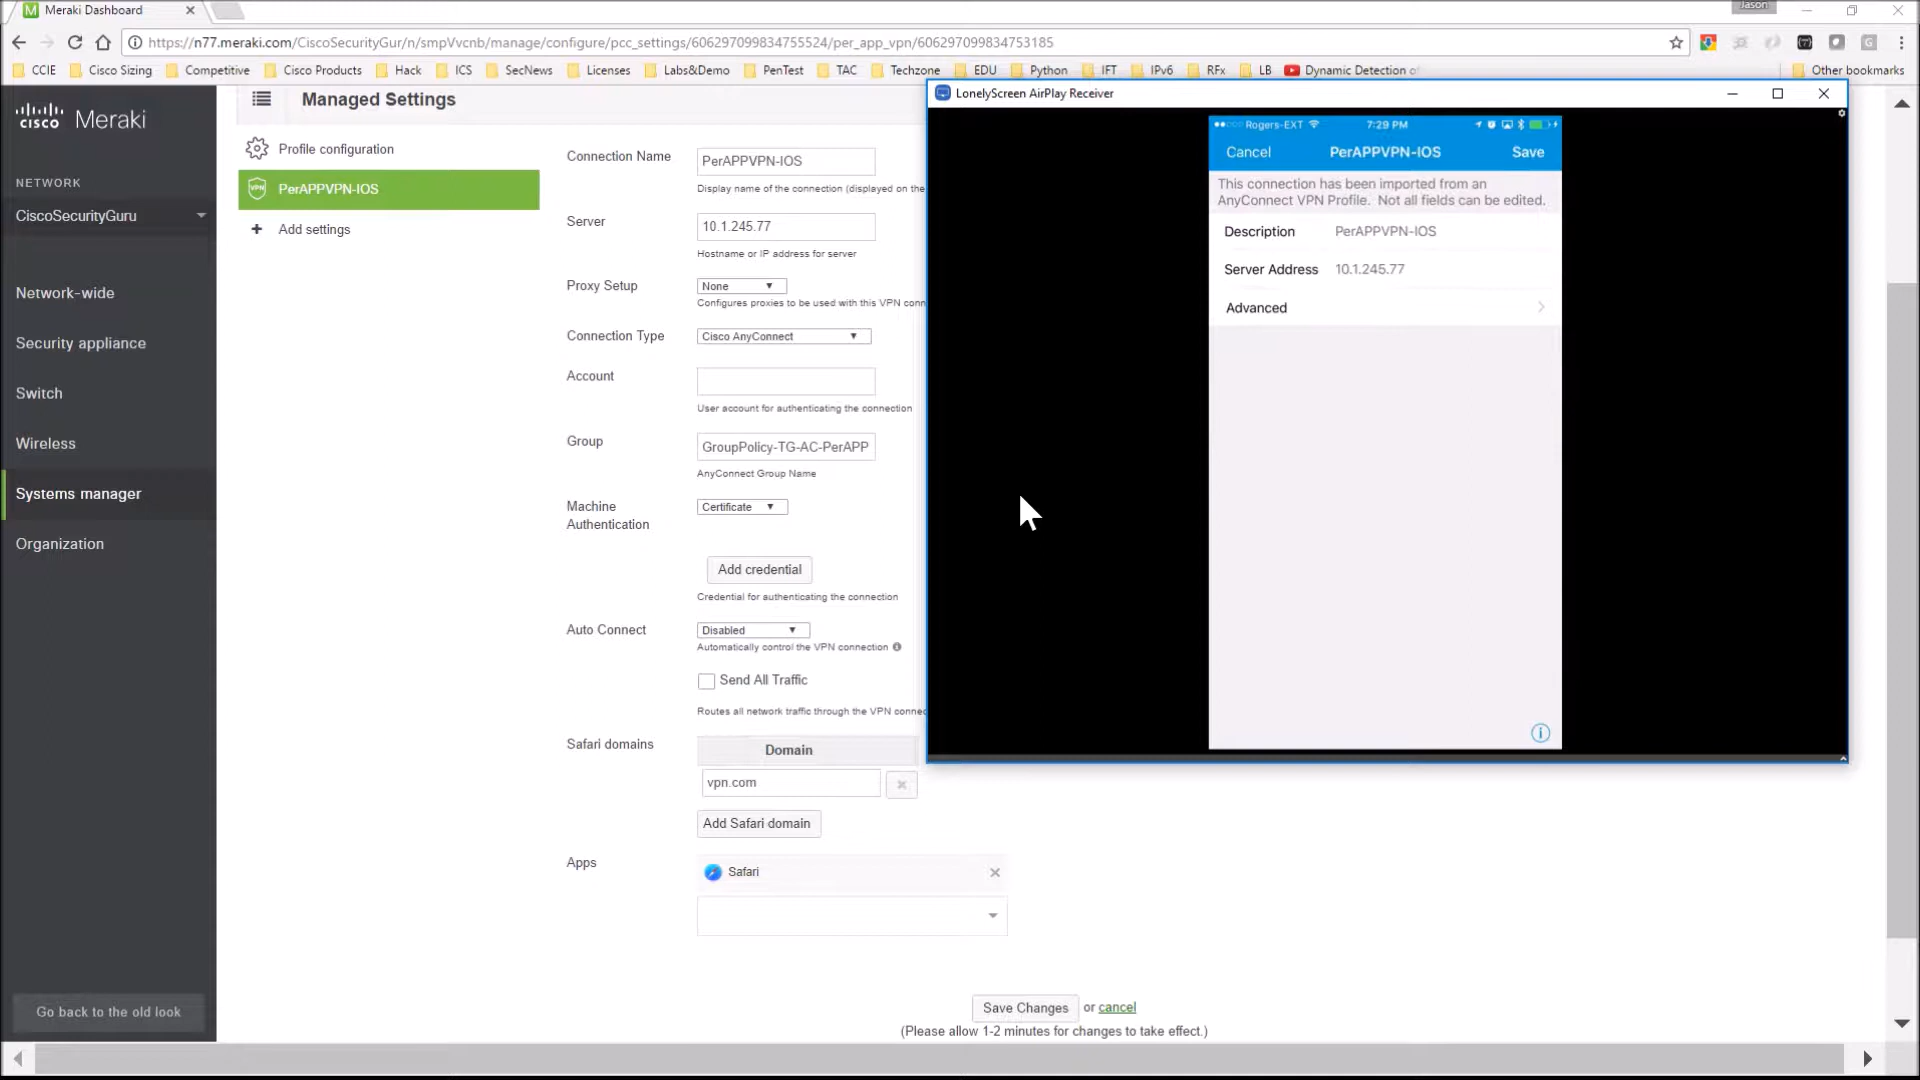 Meraki Dashboard
Jason
https://n77.meraki.com/CiscoSecurityGur/n/smpVvcnb/manage/configure/pcc_settings/606297099834755524/per_app_vpn/606297099834753185
CCIE Cisco Sizing Competitive Cisco Products Hack ICS SecNews Licenses Labs&Demo PenTest TAC Techzone EDU Python IFT IPv6 RFx LB Dynamic Detection of Other bookmarks
CISCO Meraki
NETWORK
CiscoSecurityGuru
Network-wide
Security appliance
Switch
Wireless
Systems manager
Organization
Go back to the old look
Managed Settings
Profile configuration
VPN PerAPPVPN-IOS
+ Add settings
Connection Name PerAPPVPN-IOS
Display name of the connection (displayed on the
Server 10.1.245.77
Hostname or IP address for server
Proxy Setup None
Configures proxies to be used with this VPN conn
Connection Type Cisco AnyConnect
Account
User account for authenticating the connection
Group GroupPolicy-TG-AC-PerAPP
AnyConnect Group Name
Machine Authentication Certificate
Add credential
Credential for authenticating the connection
Auto Connect Disabled
Automatically control the VPN connection
Send All Traffic
Routes all network traffic through the VPN connec
Safari domains Domain
vpn.com
Add Safari domain
Apps Safari
Save Changes or cancel
(Please allow 1-2 minutes for changes to take effect.)
LonelyScreen AirPlay Receiver
Rogers-EXT 7:29 PM
Cancel PerAPPVPN-IOS Save
This connection has been imported from an
AnyConnect VPN Profile. Not all fields can be edited.
Description PerAPPVPN-IOS
Server Address 10.1.245.77
Advanced